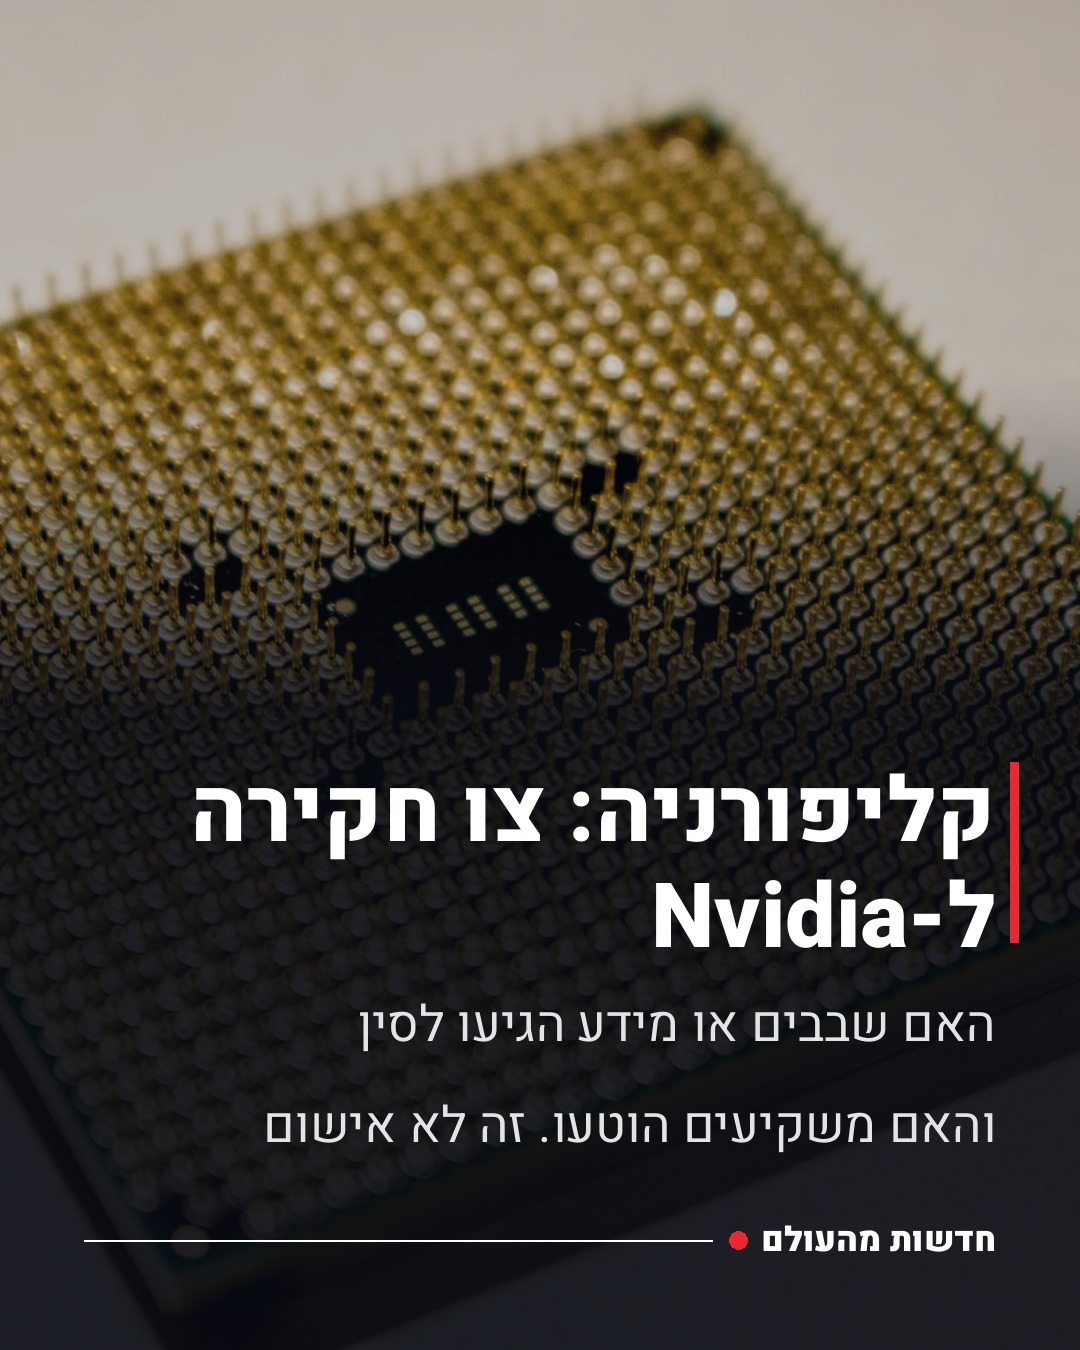 קליפורניה: צו חקירה
ל-Nvidia
האם שבבים או מידע הגיעו לסין
והאם משקיעים הוטעו. זה לא אישום
חדשות מהעולם